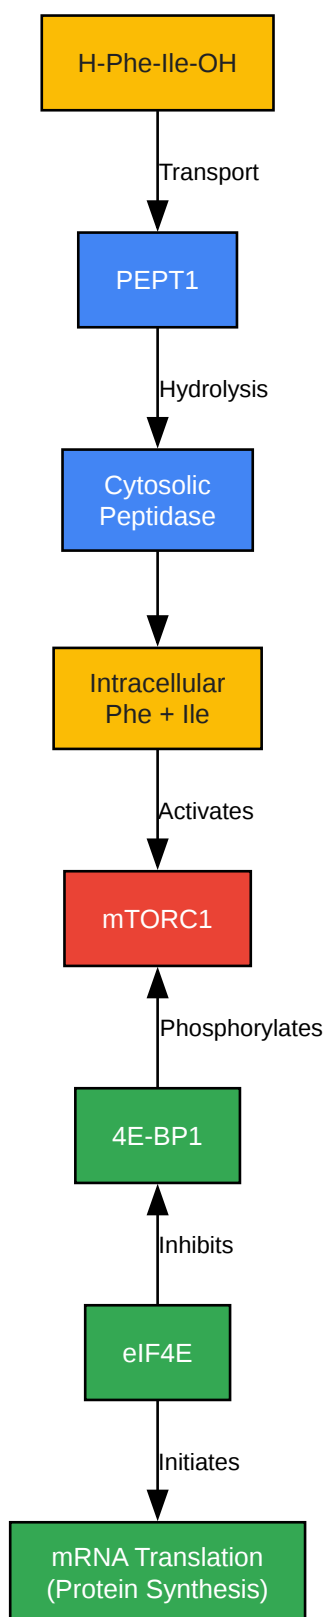 H-Phe-Ile-OH
Transport
PEPT1
Hydrolysis
Cytosolic
Peptidase
Intracellular
Phe + Ile
Activates
mTORC1
Phosphorylates
4E-BP1
Inhibits
eIF4E
Initiates
mRNA Translation
(Protein Synthesis)